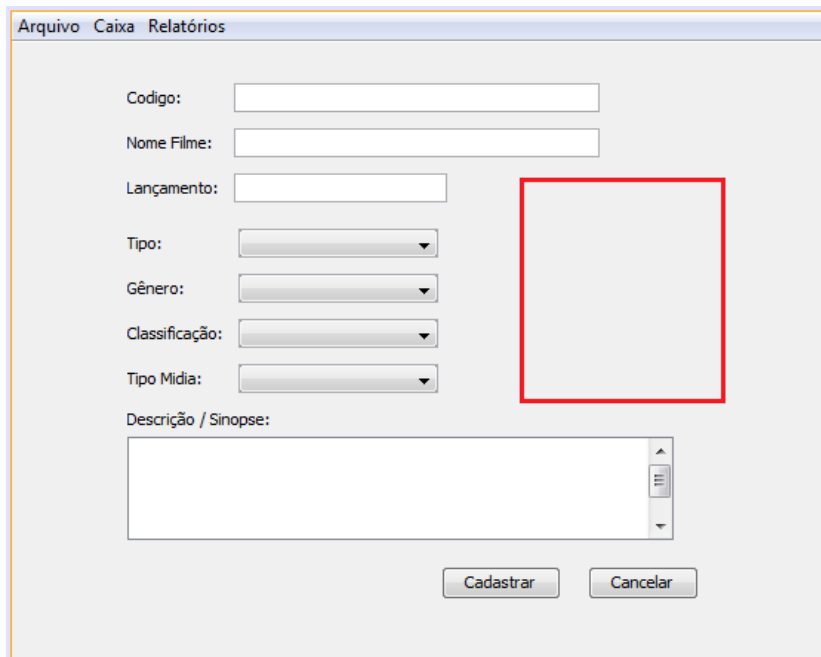 Arquivo Caixa Relatórios
Codigo:
Nome Filme:
Lançamento:
Tipo:
Gênero:
Classificação:
Tipo Midia:
Descrição / Sinopse:
Cadastrar Cancelar